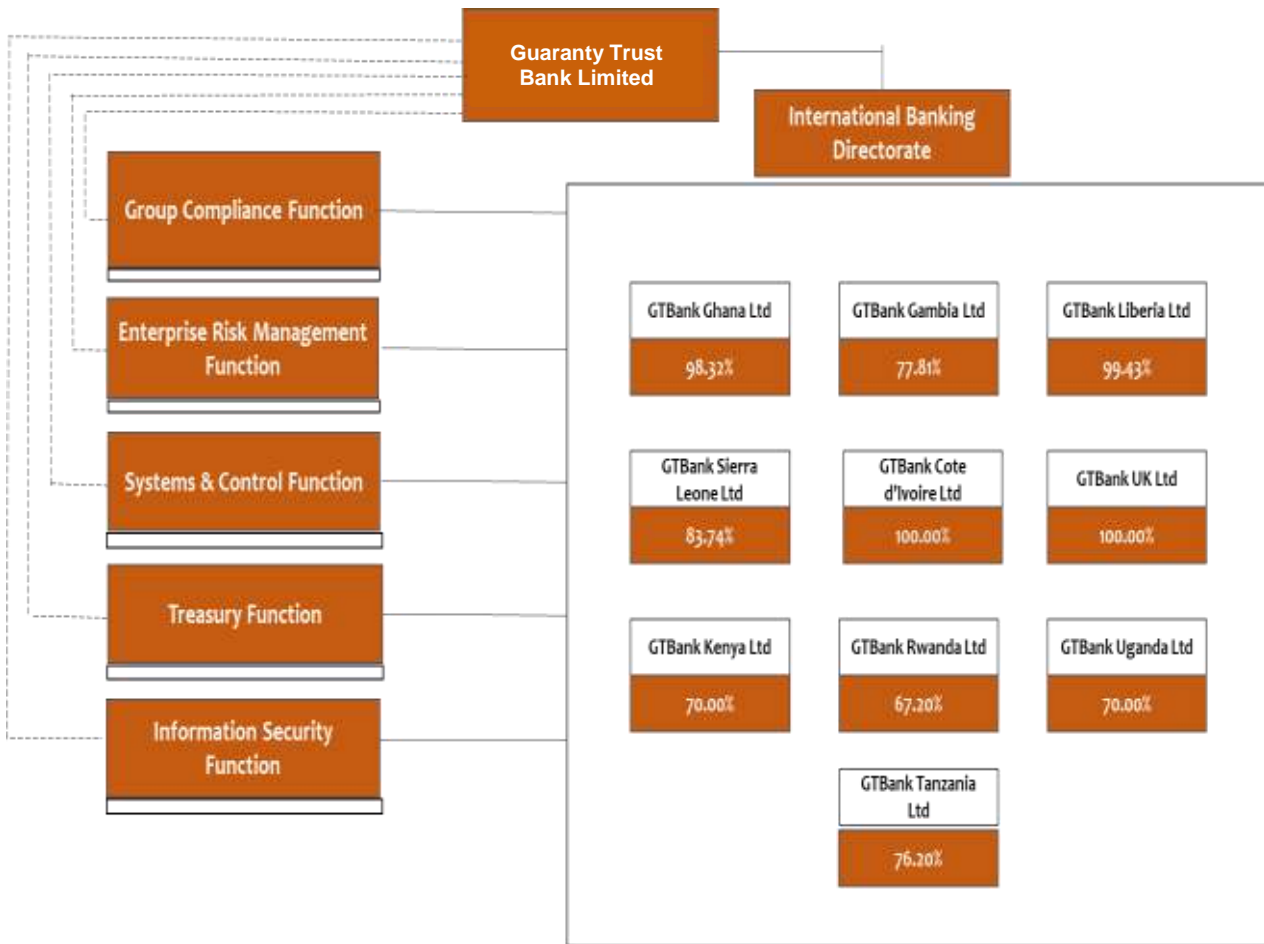 Guaranty Trust
Bank Limited
International Banking
Directorate
Group Compliance Function
Enterprise Risk Management
Function
Systems & Control Function
Treasury Function
Information Security
Function
GTBank Ghana Ltd
98.32%
GTBank Gambia Ltd
77.81%
GTBank Liberia Ltd
99.43%
GTBank Sierra
Leone Ltd
83.74%
GTBank Cote
d'Ivoire Ltd
100.00%
GTBank UK Ltd
100.00%
GTBank Kenya Ltd
70.00%
GTBank Rwanda Ltd
67.20%
GTBank Uganda Ltd
70.00%
GTBank Tanzania
Ltd
76.20%